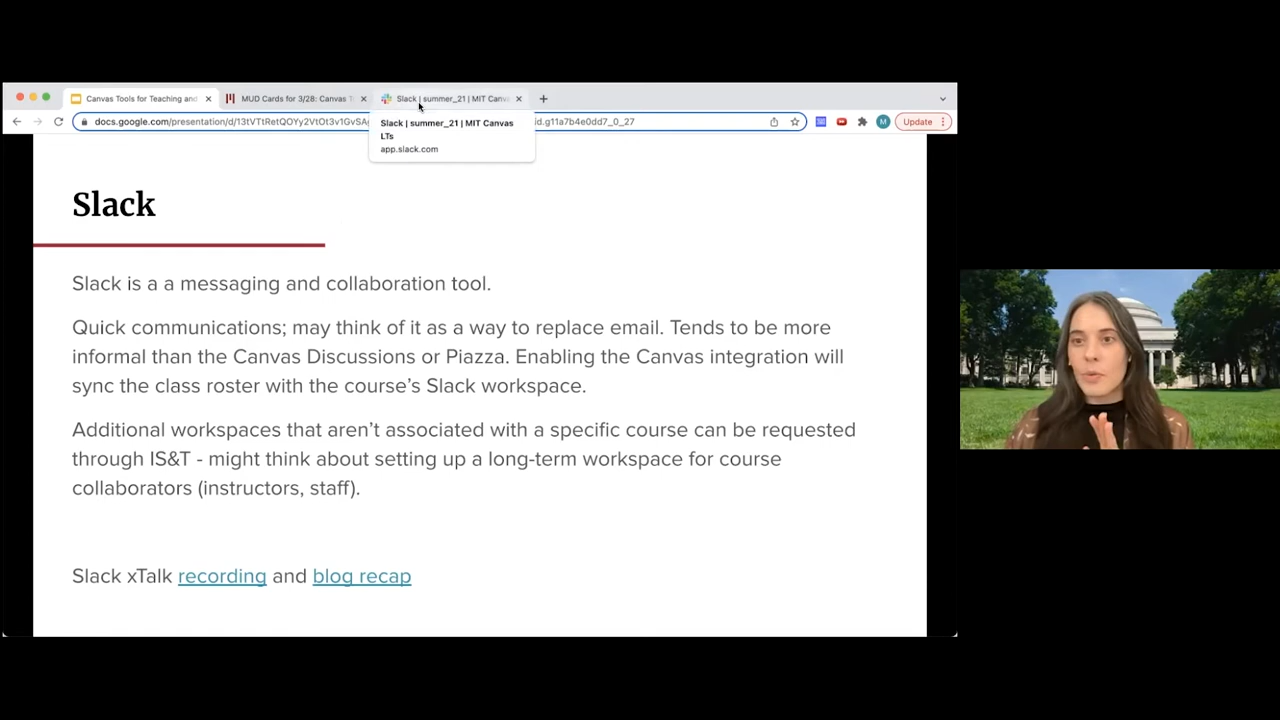 Canvas Tools for Teaching and
MUD Cards for 3/28: Canvas T
Slack | summer_21 | MIT Canva
docs.google.com/presentation/d/13tVTtRetQOYy2VtOt3v1GvSA
id.g11a7b4e0dd7_0_27
M
Update
Slack | summer_21 | MIT Canvas
LTs
app.slack.com
Slack
Slack is a a messaging and collaboration tool.
Quick communications; may think of it as a way to replace email. Tends to be more
informal than the Canvas Discussions or Piazza. Enabling the Canvas integration will
sync the class roster with the course’s Slack workspace.
Additional workspaces that aren’t associated with a specific course can be requested
through IS&T - might think about setting up a long-term workspace for course
collaborators (instructors, staff).
Slack xTalk recording and blog recap